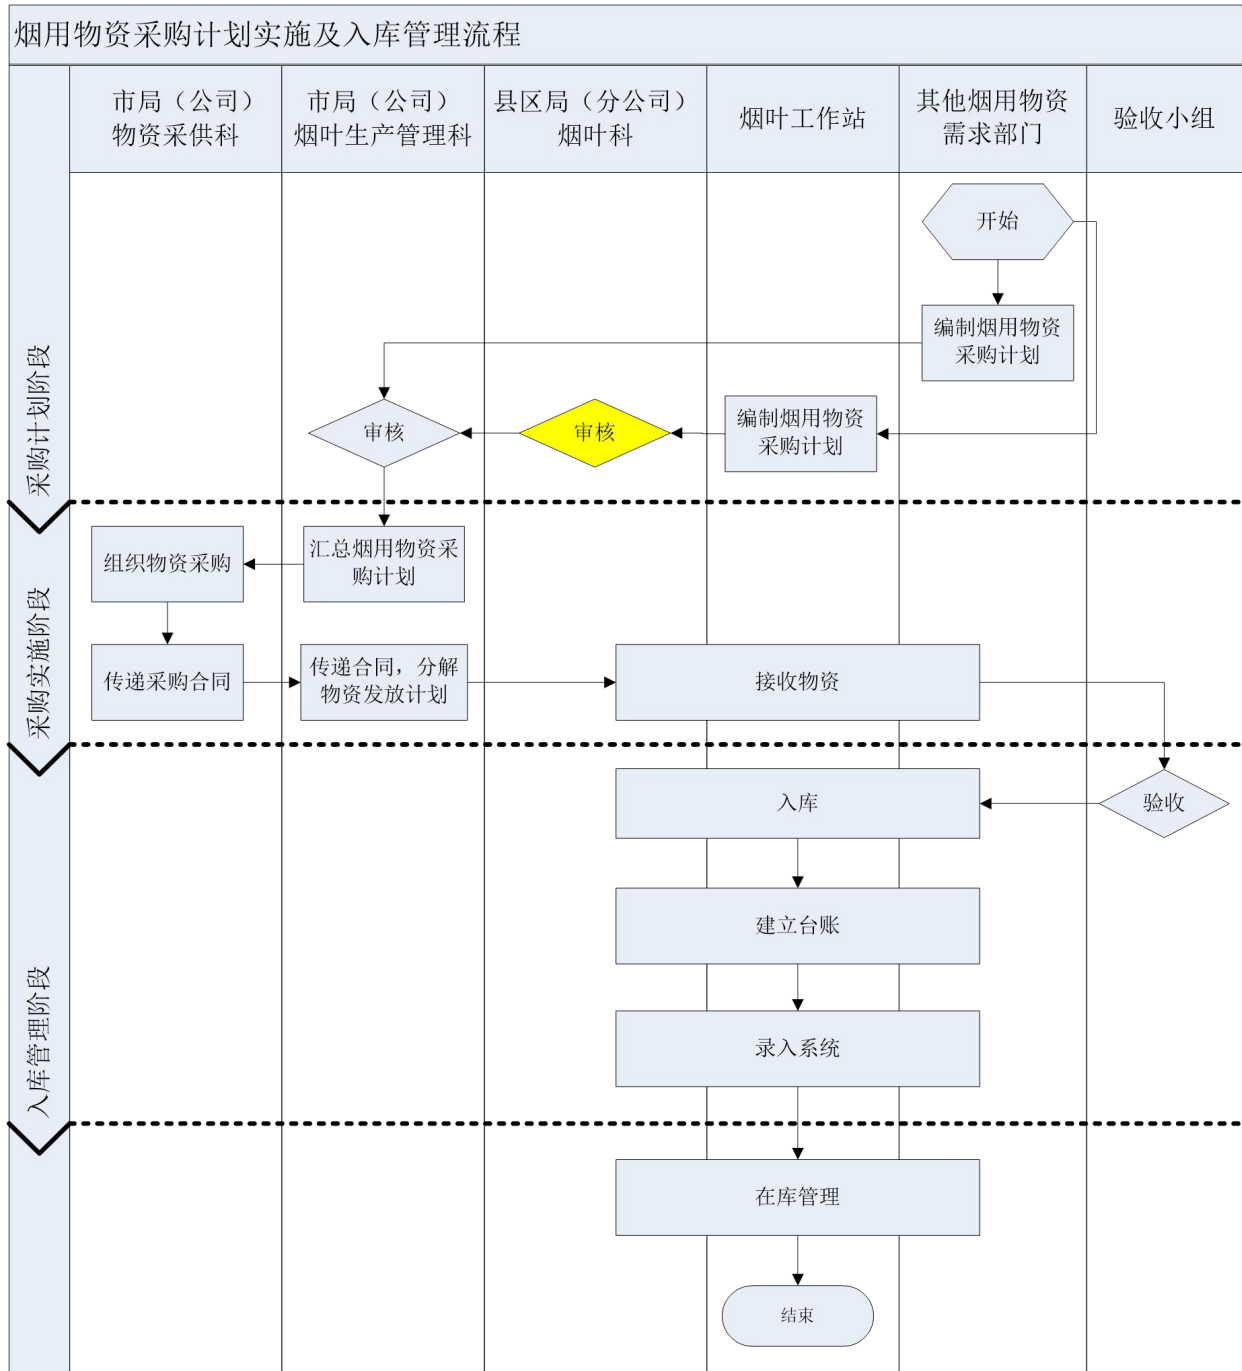 烟用物资采购计划实施及入库管理流程
市局（公司）
物资采供科
市局（公司）
烟叶生产管理科
县区局（分公司）
烟叶科
烟叶工作站
其他烟用物资
需求部门
验收小组
采购计划阶段
开始
编制烟用物资
采购计划
审核
审核
编制烟用物资
采购计划
采购实施阶段
组织物资采购
汇总烟用物资采
购计划
传递采购合同
传递合同，分解
物资发放计划
接收物资
入库管理阶段
入库
验收
建立台账
录入系统
在库管理
结束